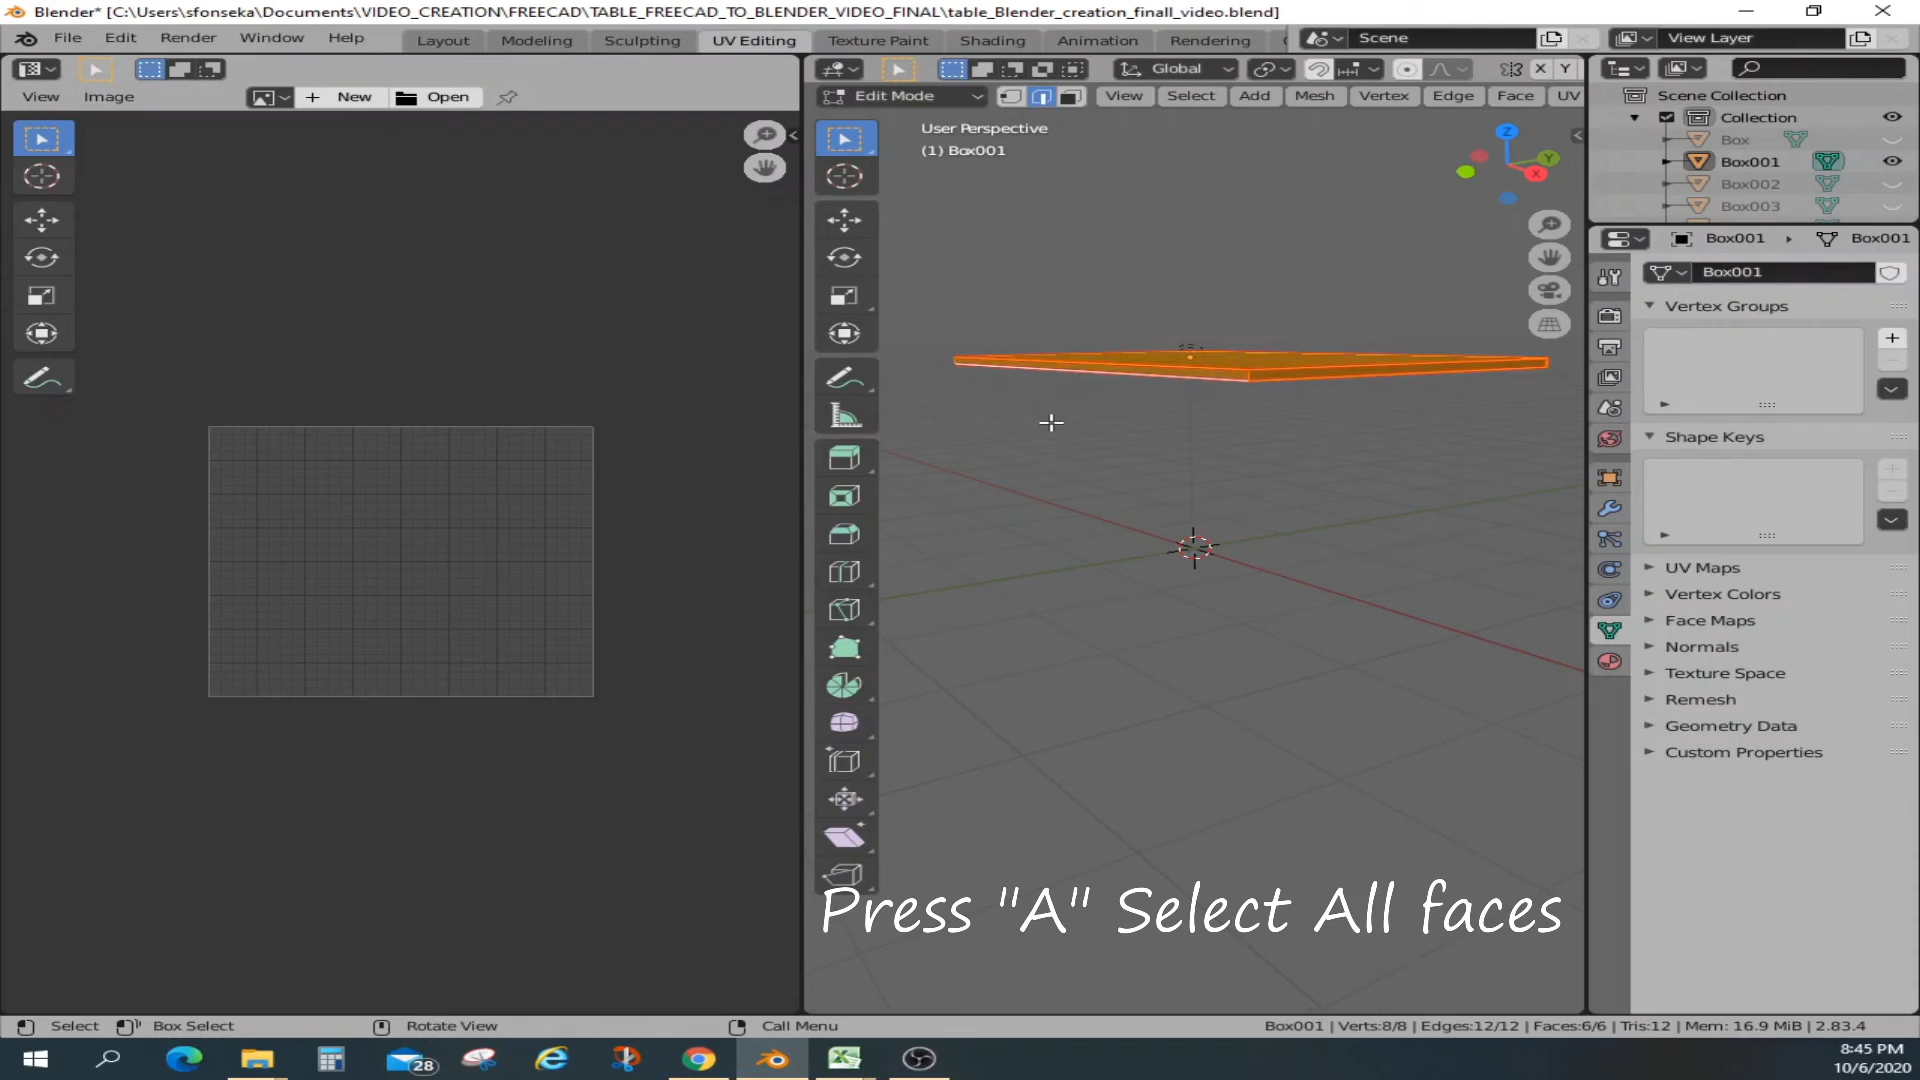 Blender* [C:\Users\sfonseka\Documents\VIDEO_CREATION\FREECAD\TABLE_FREECAD_TO_BLENDER_VIDEO_FINAL\table_Blender_creation_finall_video.blend]
File Edit Render Window Help Layout Modeling Sculpting UV Editing Texture Paint Shading Animation Rendering Scene View Layer
Global X Y
View Image New Open Edit Mode View Select Add Mesh Vertex Edge Face UV
Scene Collection
Collection
Box
Box001
Box002
Box003
User Perspective
(1) Box001
Z
Y
X
Box001 Box001
Box001
Vertex Groups
Shape Keys
UV Maps
Vertex Colors
Face Maps
Normals
Texture Space
Remesh
Geometry Data
Custom Properties
Press "A" Select All faces
Select Box Select Rotate View Call Menu Box001 | Verts:8/8 | Edges:12/12 | Faces:6/6 | Tris:12 | Mem: 16.9 MiB | 2.83.4
28
8:45 PM
10/6/2020